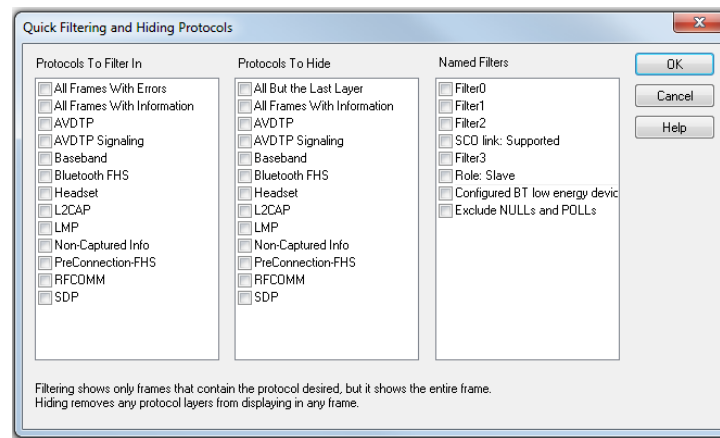 Quick Filtering and Hiding Protocols
Protocols To Filter In
All Frames With Errors
All Frames With Information
AVDTP
AVDTP Signaling
Baseband
Bluetooth FHS
Headset
L2CAP
LMP
Non-Captured Info
PreConnection-FHS
RFCOMM
SDP
Protocols To Hide
All But the Last Layer
All Frames With Information
AVDTP
AVDTP Signaling
Baseband
Bluetooth FHS
Headset
L2CAP
LMP
Non-Captured Info
PreConnection-FHS
RFCOMM
SDP
Named Filters
Filter0
Filter1
Filter2
SCO link: Supported
Filter3
Role: Slave
Configured BT low energy devic
Exclude NULLs and POLLs
OK
Cancel
Help
Filtering shows only frames that contain the protocol desired, but it shows the entire frame.
Hiding removes any protocol layers from displaying in any frame.